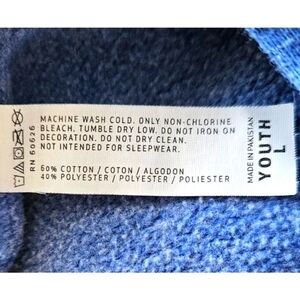 MACHINE WASH COLD. ONLY NON-CHLORINE
BLEACH. TUMBLE DRY LOW. DO NOT IRON ON
DECORATION. DO NOT DRY CLEAN.
NOT INTENDED FOR SLEEPWEAR.
60% COTTON / COTON / ALGODON
40% POLYESTER / POLYESTER / POLIESTER
RN 60626
MADE IN PAKISTAN
YOUTH
L